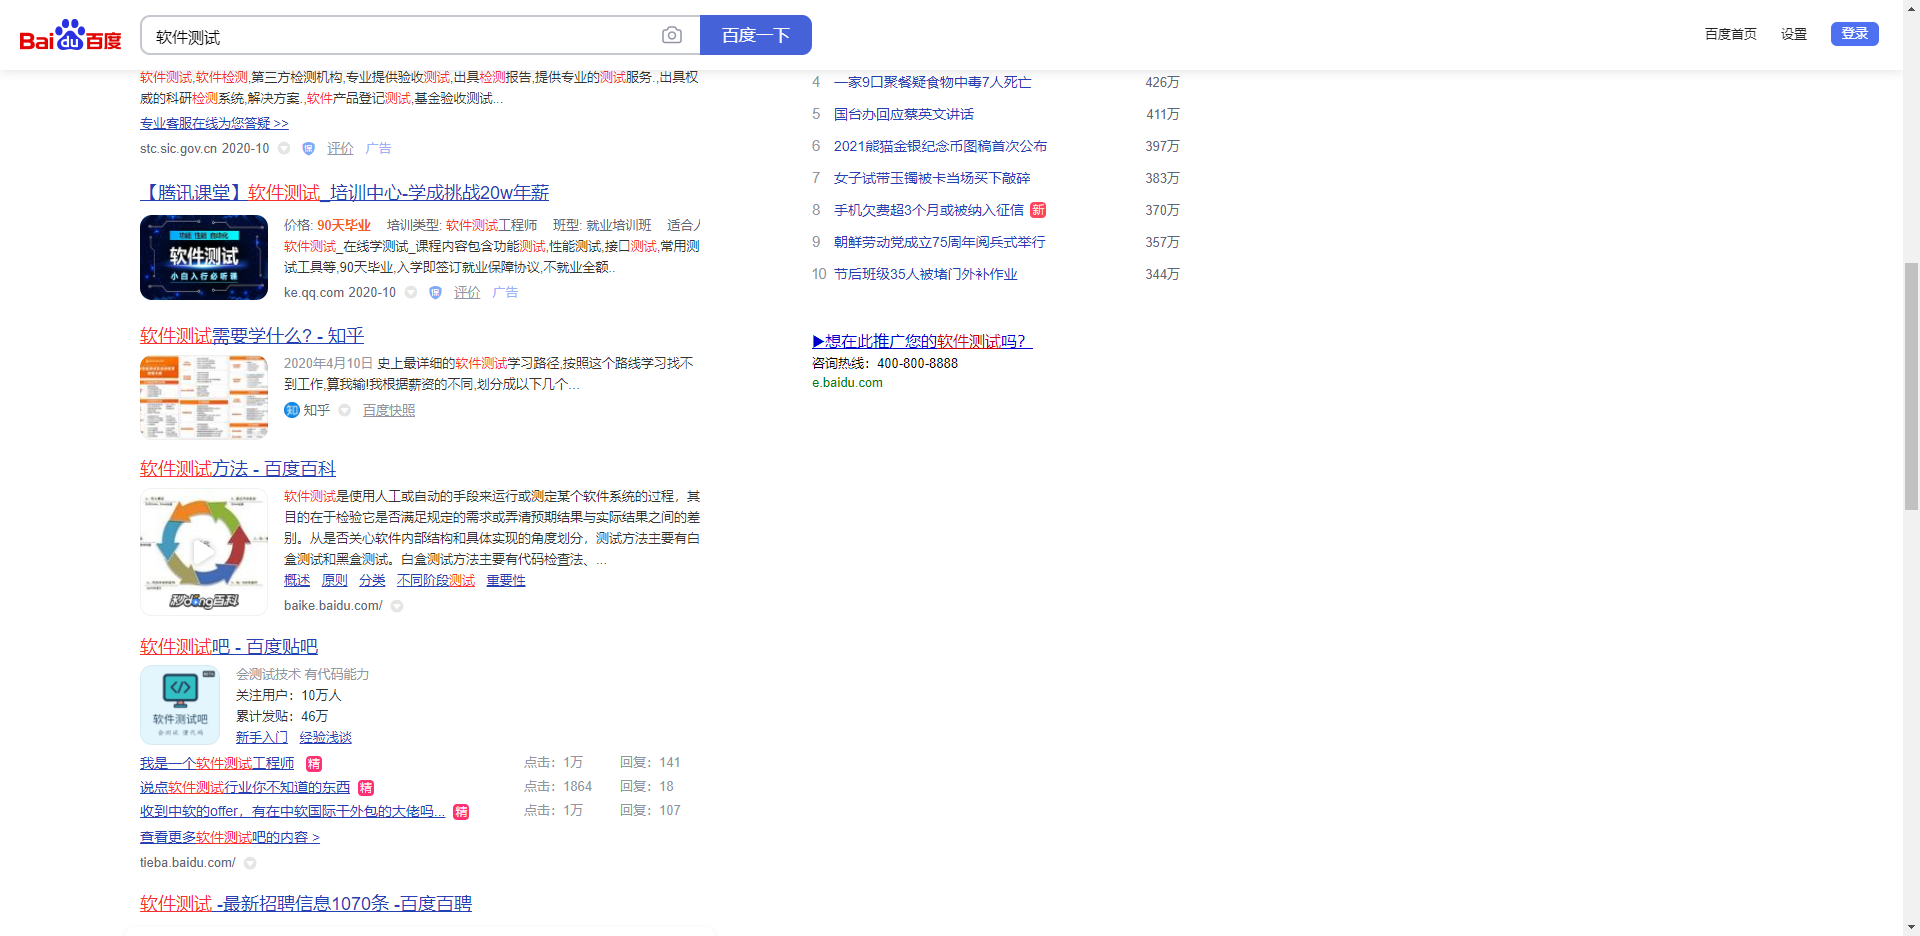 Bai du 百度
软件测试
百度一下
百度首页 设置 登录
软件测试,软件检测,第三方检测机构,专业提供验收测试,出具检测报告,提供专业的测试服务.,出具权
威的科研检测系统,解决方案.,软件产品登记测试,基金验收测试...
专业客服在线为您答疑 >>
stc.sic.gov.cn 2020-10 保 评价 广告
【腾讯课堂】软件测试_培训中心-学成挑战20w年薪
功能 性能 自动化
软件测试
小白入行必听课
价格: 90天毕业 培训类型: 软件测试工程师 班型: 就业培训班 适合人
软件测试_在线学测试_课程内容包含功能测试,性能测试,接口测试,常用测
试工具等,90天毕业,入学即签订就业保障协议,不就业全额..
ke.qq.com 2020-10 保 评价 广告
软件测试需要学什么? - 知乎
2020年4月10日 史上最详细的软件测试学习路径,按照这个路线学习找不
到工作,算我输!我根据薪资的不同,划分成以下几个...
知 知乎 百度快照
软件测试方法 - 百度百科
秒dong百科
软件测试是使用人工或自动的手段来运行或测定某个软件系统的过程，其
目的在于检验它是否满足规定的需求或弄清预期结果与实际结果之间的差
别。从是否关心软件内部结构和具体实现的角度划分，测试方法主要有白
盒测试和黑盒测试。白盒测试方法主要有代码检查法、...
概述 原则 分类 不同阶段测试 重要性
baike.baidu.com/
软件测试吧 - 百度贴吧
软件测试吧
会测试 懂代码
会测试技术 有代码能力
关注用户：10万人
累计发贴：46万
新手入门 经验浅谈
我是一个软件测试工程师 精 点击：1万 回复：141
说点软件测试行业你不知道的东西 精 点击：1864 回复：18
收到中软的offer，有在中软国际干外包的大佬吗... 精 点击：1万 回复：107
查看更多软件测试吧的内容 >
tieba.baidu.com/
软件测试 -最新招聘信息1070条 -百度百聘
4 一家9口聚餐疑食物中毒7人死亡 426万
5 国台办回应蔡英文讲话 411万
6 2021熊猫金银纪念币图稿首次公布 397万
7 女子试带玉镯被卡当场买下敲碎 383万
8 手机欠费超3个月或被纳入征信 新 370万
9 朝鲜劳动党成立75周年阅兵式举行 357万
10 节后班级35人被堵门外补作业 344万
▶想在此推广您的软件测试吗？
咨询热线：400-800-8888
e.baidu.com